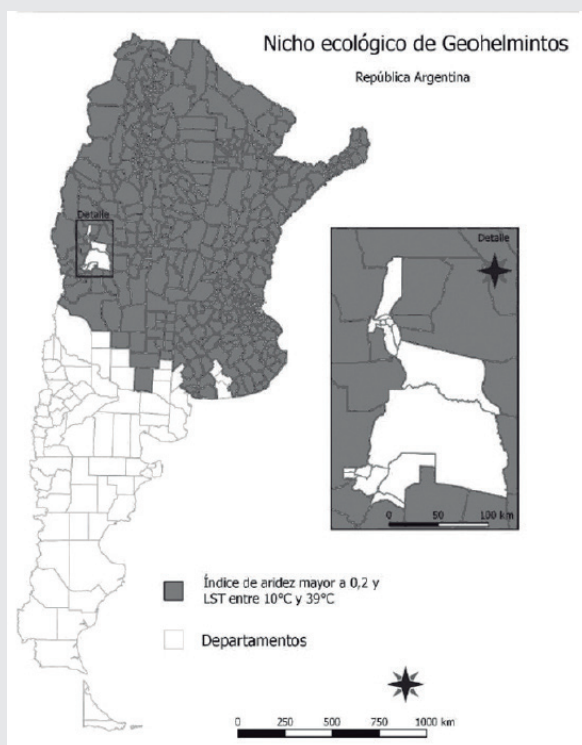 Nicho ecológico de Geohelmintos
República Argentina
Detalle
Detalle
0 50 100 km
Índice de aridez mayor a 0,2 y
LST entre 10°C y 39°C
Departamentos
0 250 500 750 1000 km